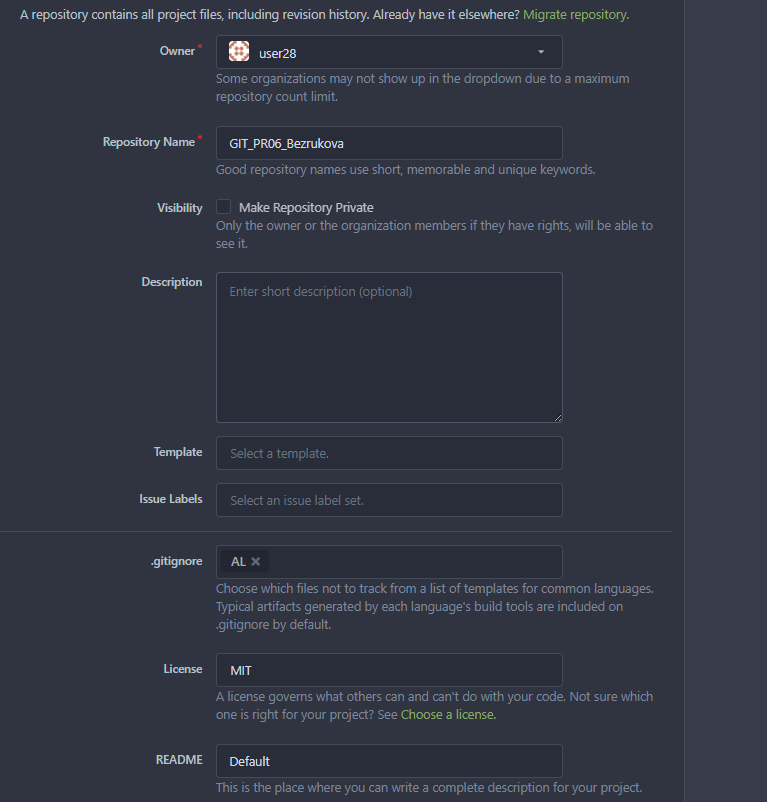 A repository contains all project files, including revision history. Already have it elsewhere? Migrate repository.
Owner *
user28
Some organizations may not show up in the dropdown due to a maximum
repository count limit.
Repository Name *
GIT_PR06_Bezrukova
Good repository names use short, memorable and unique keywords.
Visibility
Make Repository Private
Only the owner or the organization members if they have rights, will be able to
see it.
Description
Enter short description (optional)
Template
Select a template.
Issue Labels
Select an issue label set.
.gitignore
AL
Choose which files not to track from a list of templates for common languages.
Typical artifacts generated by each language's build tools are included on
.gitignore by default.
License
MIT
A license governs what others can and can't do with your code. Not sure which
one is right for your project? See Choose a license.
README
Default
This is the place where you can write a complete description for your project.